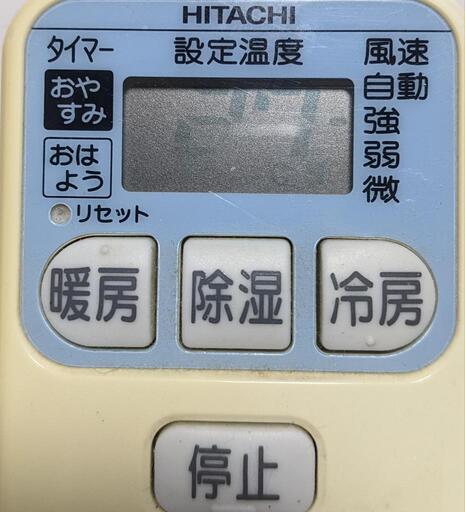 HITACHI
タイマー 設定温度 風速
おやすみ 自動
強
おはよう 弱
微
リセット
暖房 除湿 冷房
停止